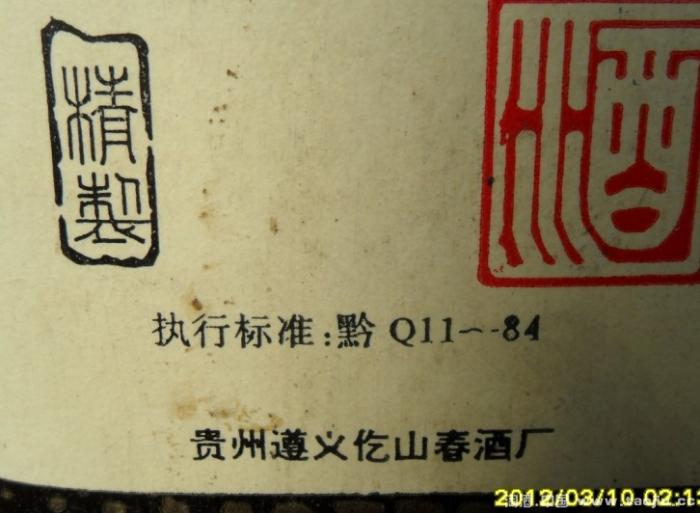 精製
酒
执行标准:黔 Q11--84
贵州遵义仡山春酒厂
2012/03/10 02:1